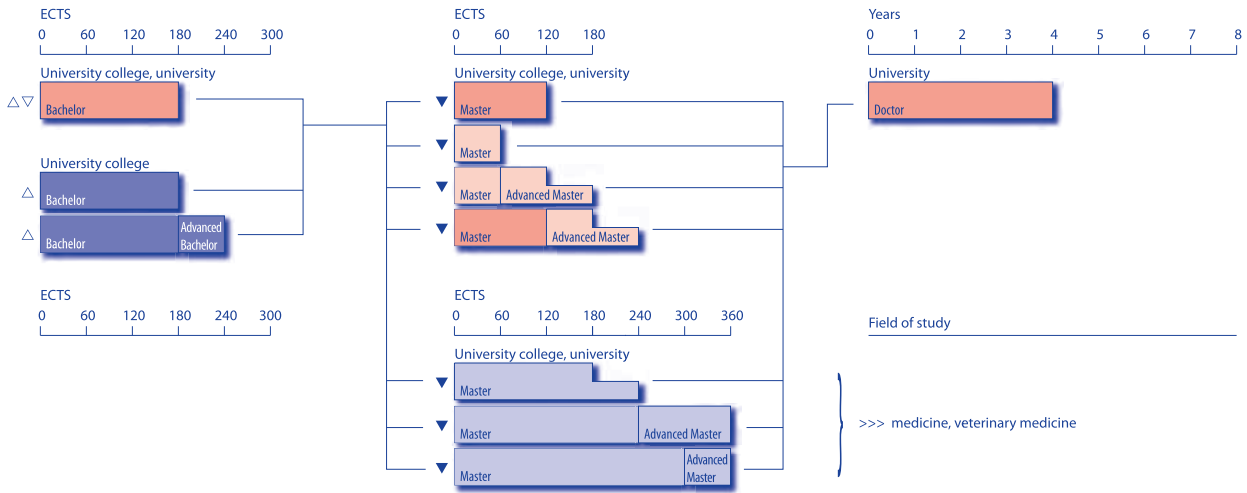 ECTS
0 60 120 180 240 300
University college, university
Bachelor
University college
Bachelor
Bachelor
Advanced
Bachelor
ECTS
0 60 120 180 240 300
ECTS
0 60 120 180
University college, university
Master
Master
Master
Advanced Master
Master
Advanced Master
ECTS
0 60 120 180 240 300 360
University college, university
Master
Master
Advanced Master
Master
Advanced
Master
Years
0 1 2 3 4 5 6 7 8
University
Doctor
Field of study
>>> medicine, veterinary medicine